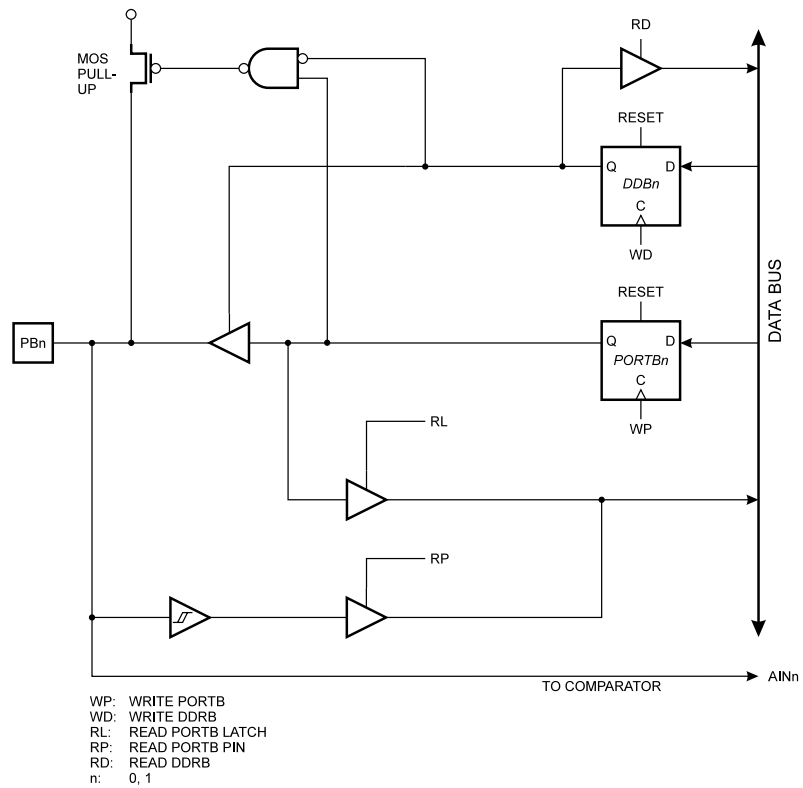 RD
MOS
PULL-
UP
RESET
Q D
DDBn
C
WD
DATA BUS
RESET
PBn
Q D
PORTBn
C
WP
RL
RP
TO COMPARATOR
AINn
WP: WRITE PORTB
WD: WRITE DDRB
RL: READ PORTB LATCH
RP: READ PORTB PIN
RD: READ DDRB
n: 0, 1